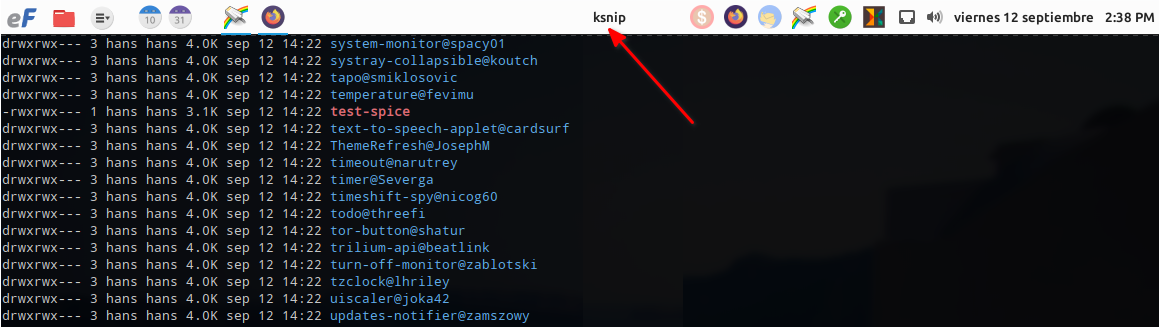 eF 10 31 ksnip $ viernes 12 septiembre 2:38 PM
drwxrwx--- 3 hans hans 4.0K sep 12 14:22 system-monitor@spacy01
drwxrwx--- 3 hans hans 4.0K sep 12 14:22 systray-collapsible@koutch
drwxrwx--- 3 hans hans 4.0K sep 12 14:22 tapo@smiklosovic
drwxrwx--- 3 hans hans 4.0K sep 12 14:22 temperature@fevimu
-rwxrwx--- 1 hans hans 3.1K sep 12 14:22 test-spice
drwxrwx--- 3 hans hans 4.0K sep 12 14:22 text-to-speech-applet@cardsurf
drwxrwx--- 3 hans hans 4.0K sep 12 14:22 ThemeRefresh@JosephM
drwxrwx--- 3 hans hans 4.0K sep 12 14:22 timeout@narutrey
drwxrwx--- 3 hans hans 4.0K sep 12 14:22 timer@Severga
drwxrwx--- 3 hans hans 4.0K sep 12 14:22 timeshift-spy@nicog60
drwxrwx--- 3 hans hans 4.0K sep 12 14:22 todo@threefi
drwxrwx--- 3 hans hans 4.0K sep 12 14:22 tor-button@shatur
drwxrwx--- 3 hans hans 4.0K sep 12 14:22 trilium-api@beatlink
drwxrwx--- 3 hans hans 4.0K sep 12 14:22 turn-off-monitor@zablotski
drwxrwx--- 3 hans hans 4.0K sep 12 14:22 tzclock@lhriley
drwxrwx--- 3 hans hans 4.0K sep 12 14:22 uiscaler@joka42
drwxrwx--- 3 hans hans 4.0K sep 12 14:22 updates-notifier@zamszowy